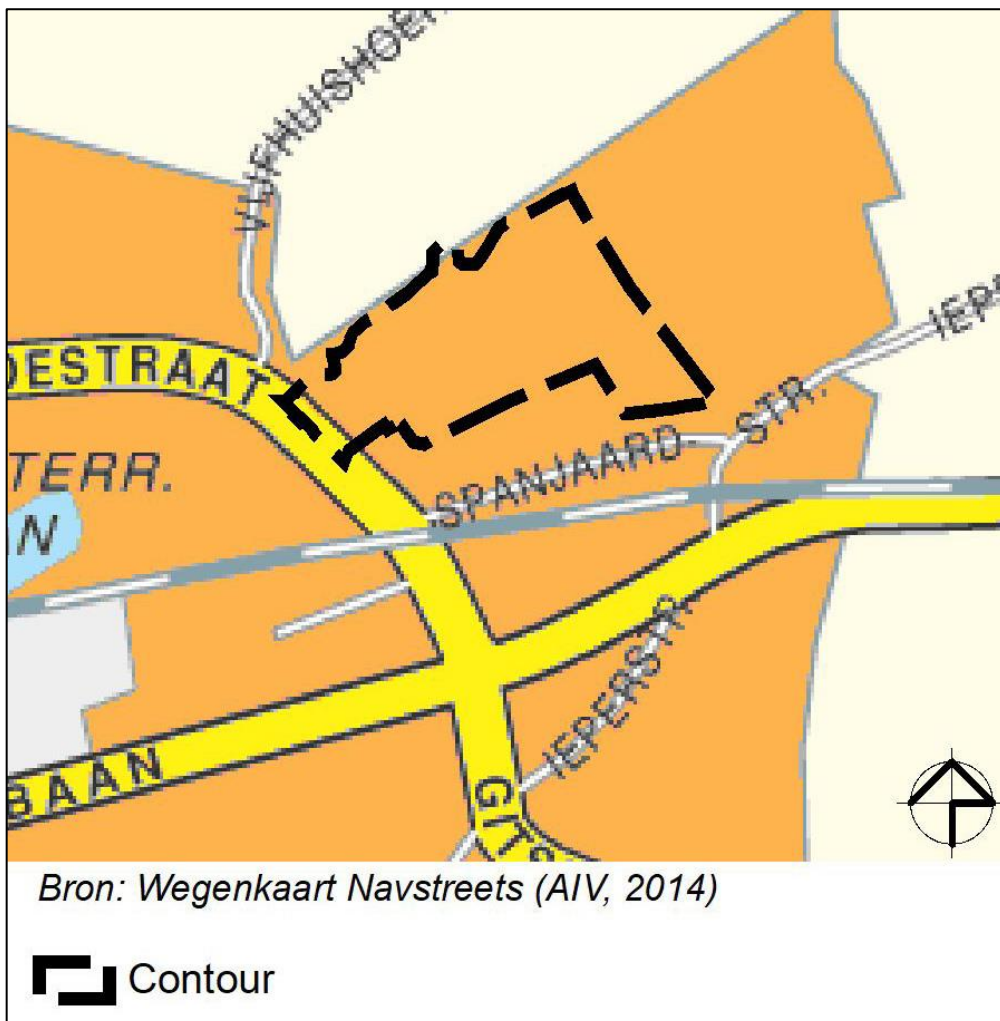 VIJFHUISHOE
DESTRAAT
IEP
STR.
SPANJAARD-
TERR.
N
IEPERSTR.
BAAN
GITS
Bron: Wegenkaart Navstreets (AIV, 2014)
Contour